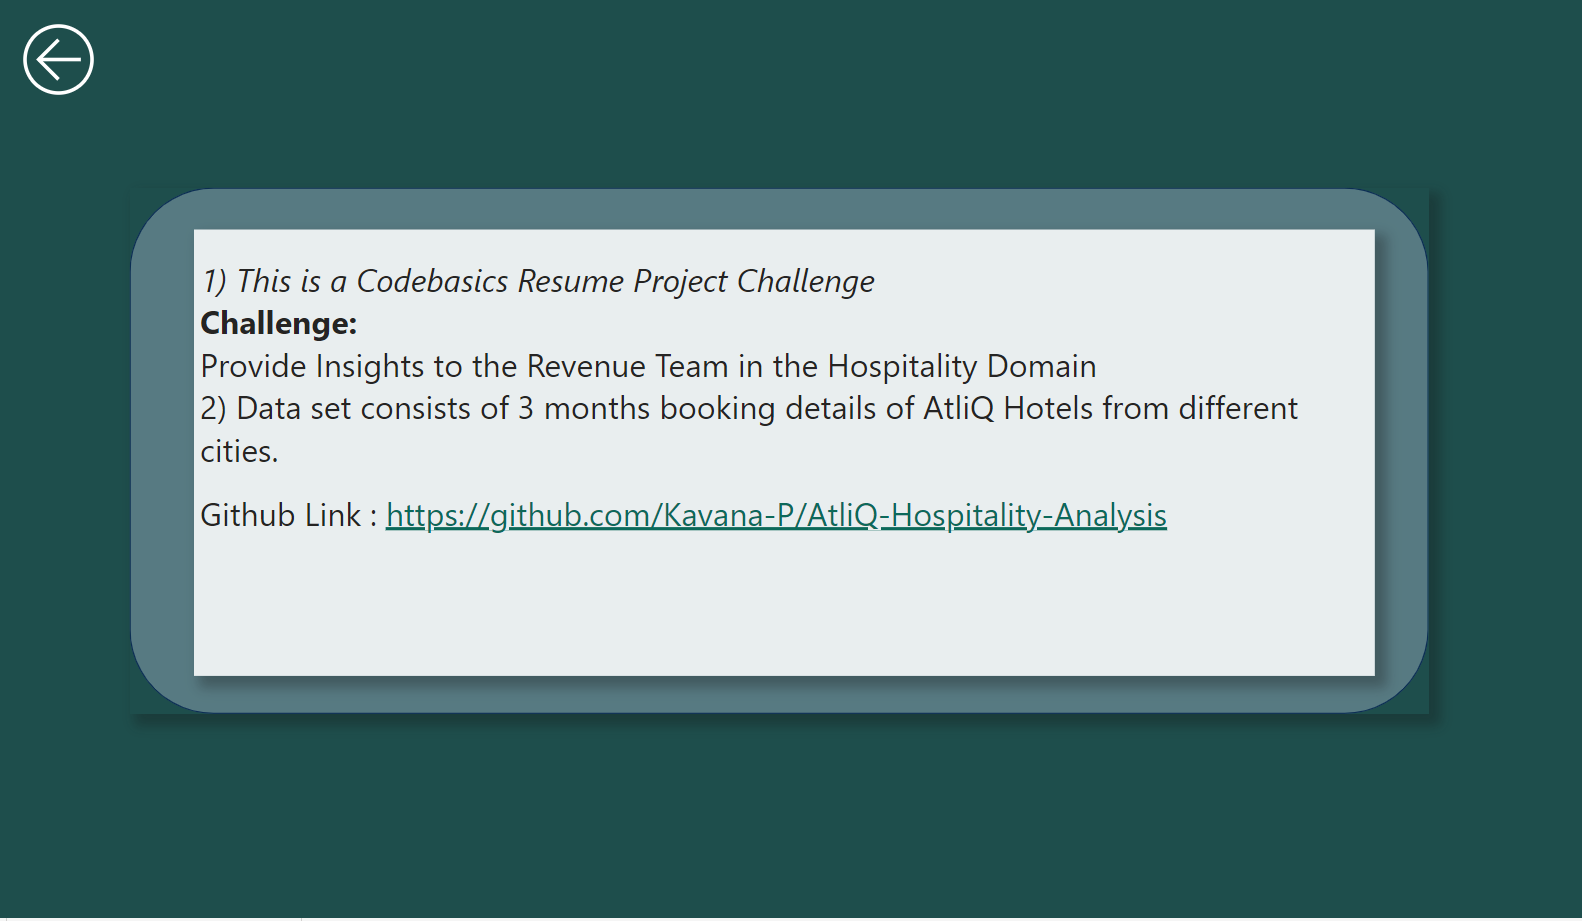 1) This is a Codebasics Resume Project Challenge
Challenge:
Provide Insights to the Revenue Team in the Hospitality Domain
2) Data set consists of 3 months booking details of AtliQ Hotels from different
cities.
Github Link : https://github.com/Kavana-P/AtliQ-Hospitality-Analysis